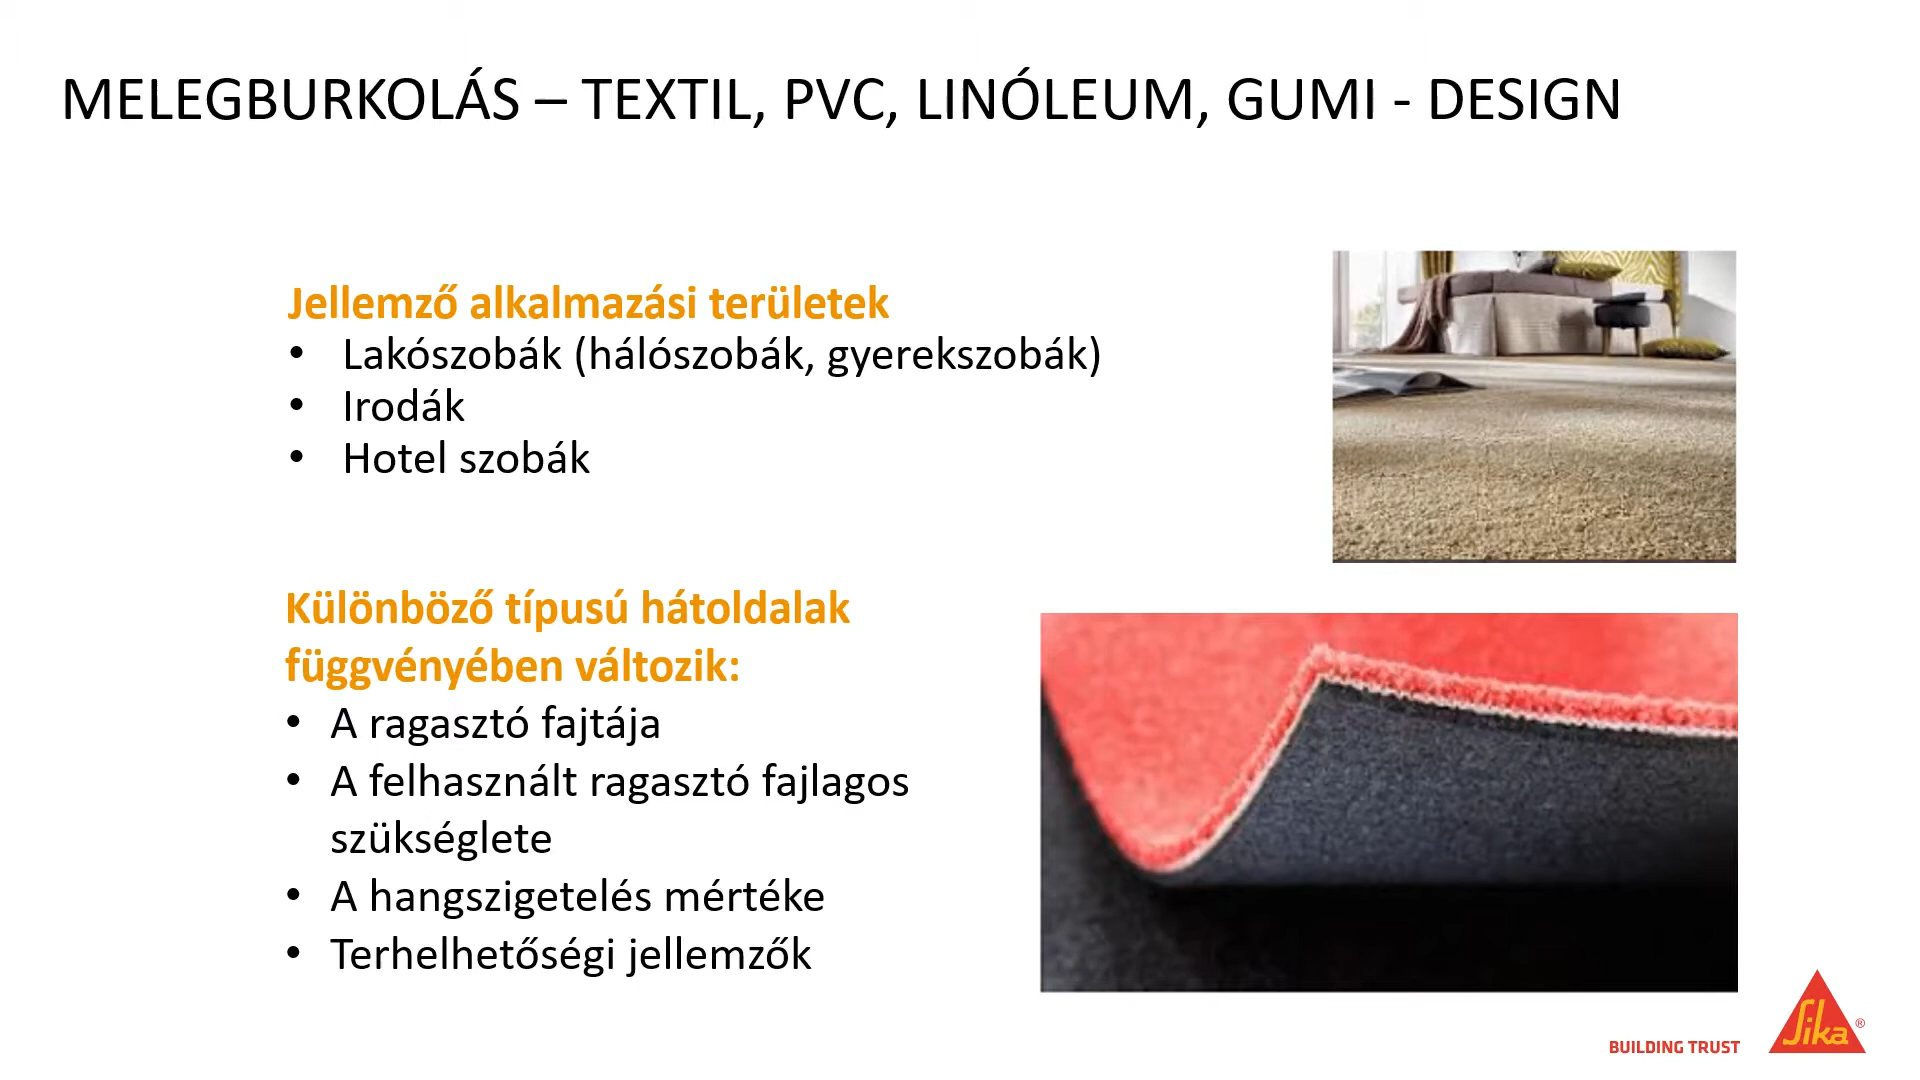 MELEGBURKOLÁS – TEXTIL, PVC, LINÓLEUM, GUMI - DESIGN
Jellemző alkalmazási területek
• Lakószobák (hálószobák, gyerekszobák)
• Irodák
• Hotel szobák
Különböző típusú hátoldalak
függvényében változik:
• A ragasztó fajtája
• A felhasznált ragasztó fajlagos
szükséglete
• A hangszigetelés mértéke
• Terhelhetőségi jellemzők
BUILDING TRUST
Sika®